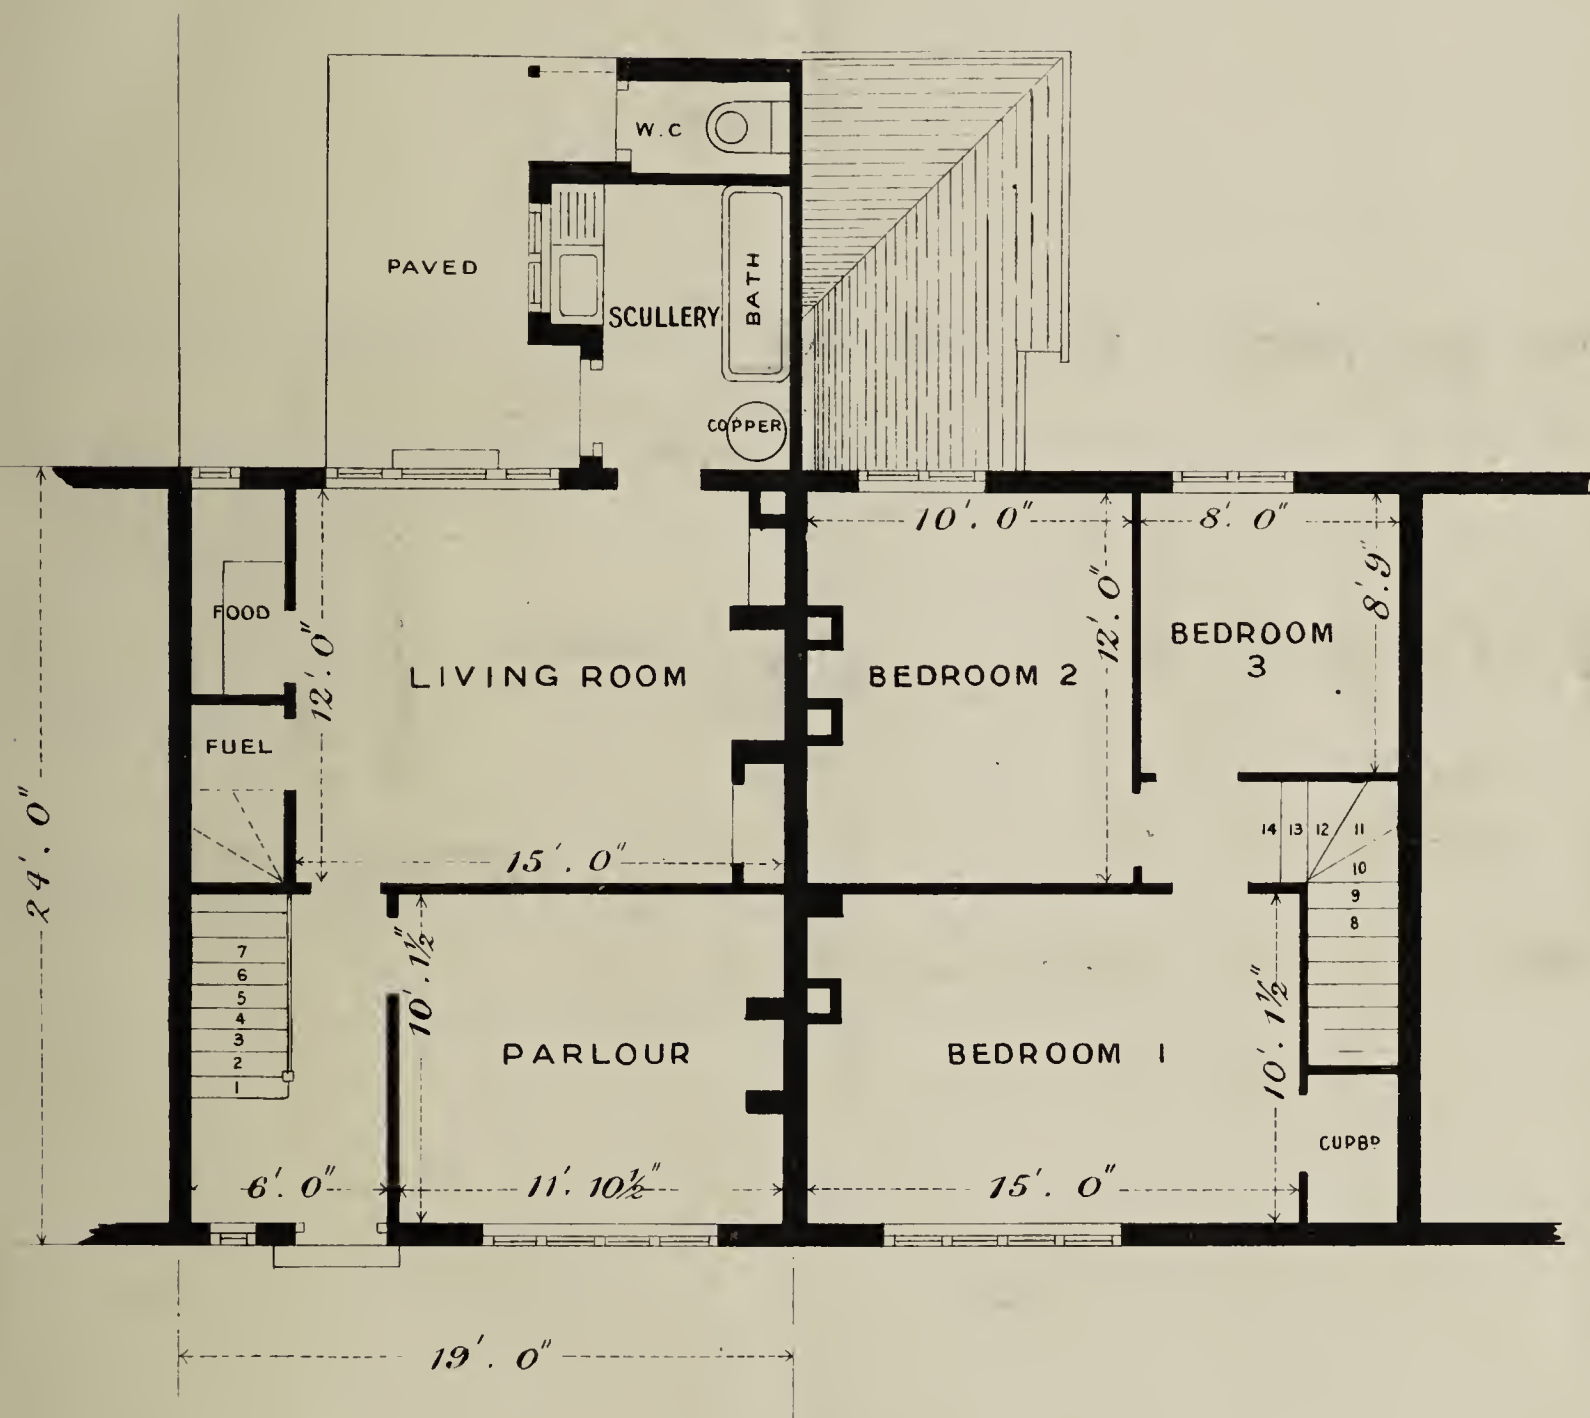 W.C
PAVED
SCULLERY
BATH
COPPER
10'. 0"
8'. 0"
FOOD
12'. 0"
LIVING ROOM
BEDROOM 2
12'. 0"
BEDROOM
3
8'. 9"
FUEL
24'. 0"
15'. 0"
14 13 12 11
10
9
8
7
6
5
4
3
2
1
10'. 1½"
PARLOUR
BEDROOM 1
10'. 1½"
CUPBD
6'. 0"
11'. 10½"
15'. 0"
19'. 0"